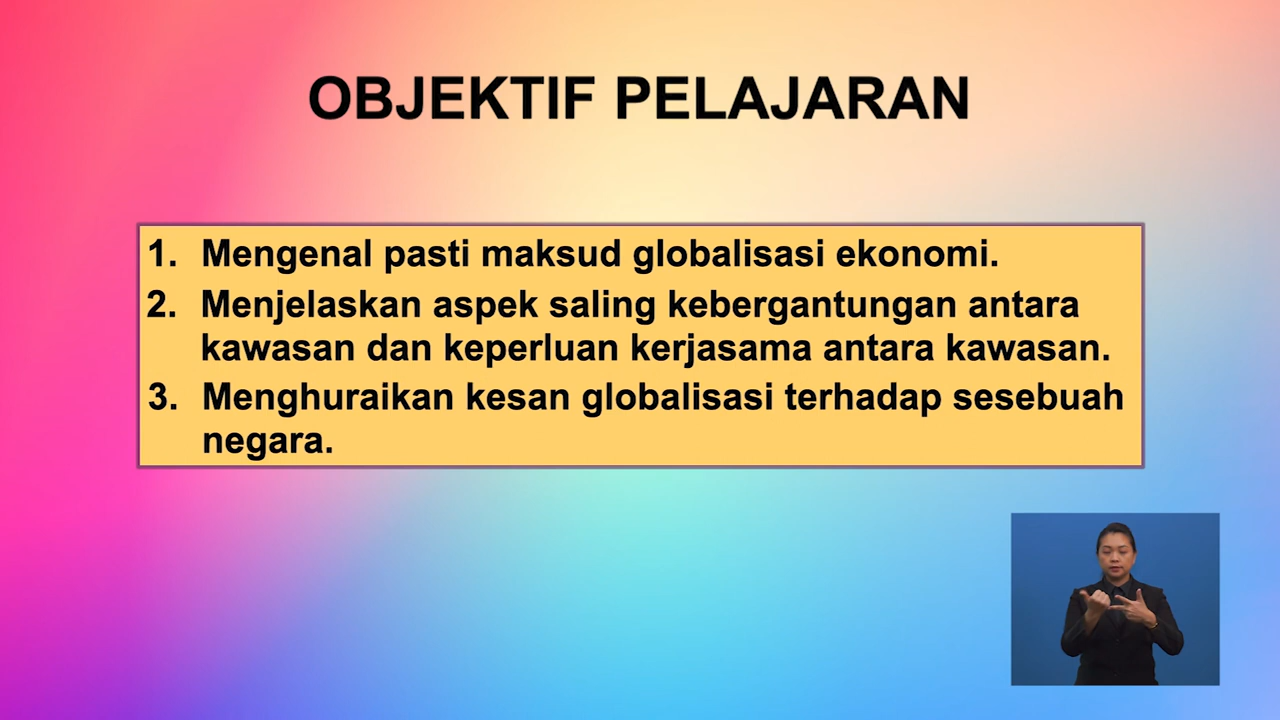 OBJEKTIF PELAJARAN
1. Mengenal pasti maksud globalisasi ekonomi.
2. Menjelaskan aspek saling kebergantungan antara
kawasan dan keperluan kerjasama antara kawasan.
3. Menghuraikan kesan globalisasi terhadap sesebuah
negara.